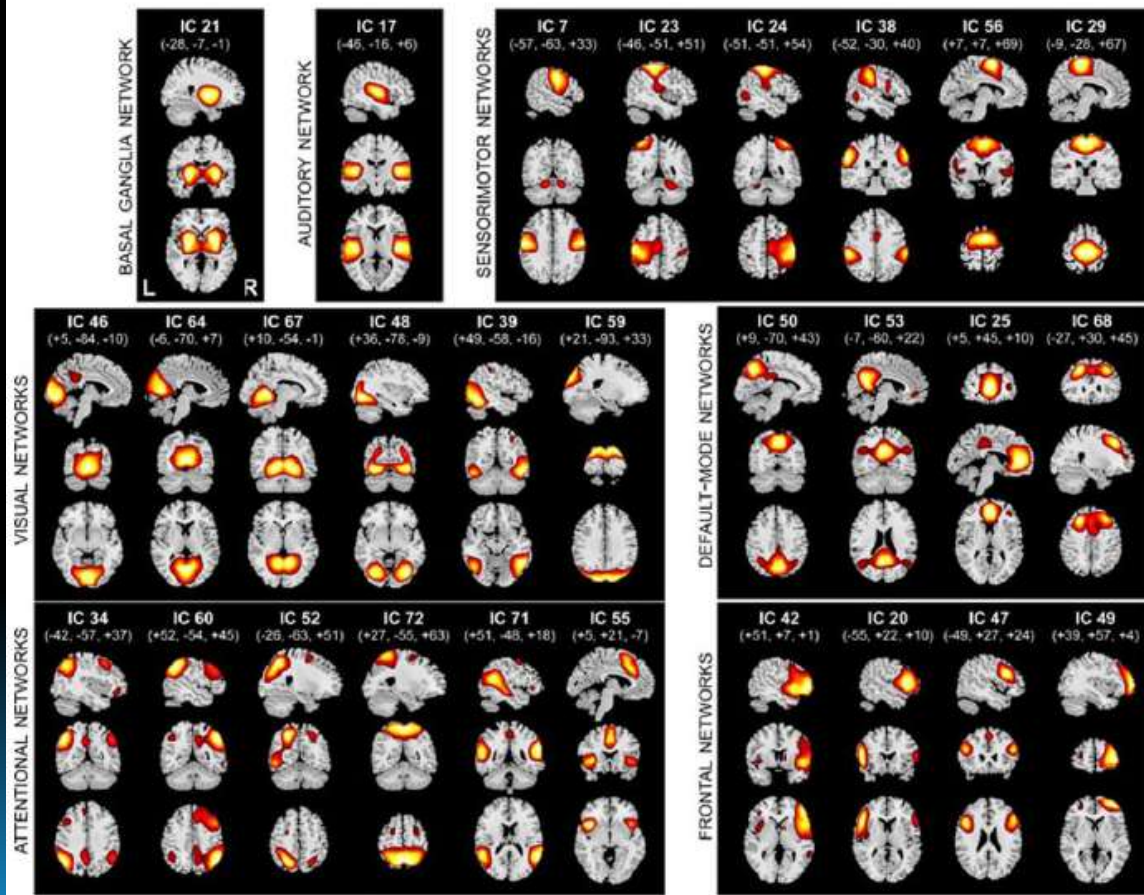 BASAL GANGLIA NETWORK
IC 21
(-28, -7, -1)
L R
AUDITORY NETWORK
IC 17
(-46, -16, +6)
SENSORIMOTOR NETWORKS
IC 7 IC 23 IC 24 IC 38 IC 56 IC 29
(-57, -63, +33) (-46, -51, +51) (-51, -51, +54) (-52, -30, +40) (+7, +7, +69) (-9, -28, +67)
VISUAL NETWORKS
IC 46 IC 64 IC 67 IC 48 IC 39 IC 59
(+5, -84, -10) (-6, -70, +7) (+10, -54, -1) (+36, -78, -9) (+49, -58, -16) (+21, -93, +33)
DEFAULT-MODE NETWORKS
IC 50 IC 53 IC 25 IC 68
(+9, -70, +43) (-7, -60, +22) (+5, +45, +10) (-27, +30, +45)
ATTENTIONAL NETWORKS
IC 34 IC 60 IC 52 IC 72 IC 71 IC 55
(-42, -57, +37) (+52, -54, +45) (-26, -63, +51) (+27, -55, +63) (+51, -48, +18) (+5, +21, -7)
FRONTAL NETWORKS
IC 42 IC 20 IC 47 IC 49
(+51, +7, +1) (-55, +22, +10) (-49, +27, +24) (+39, +57, +4)